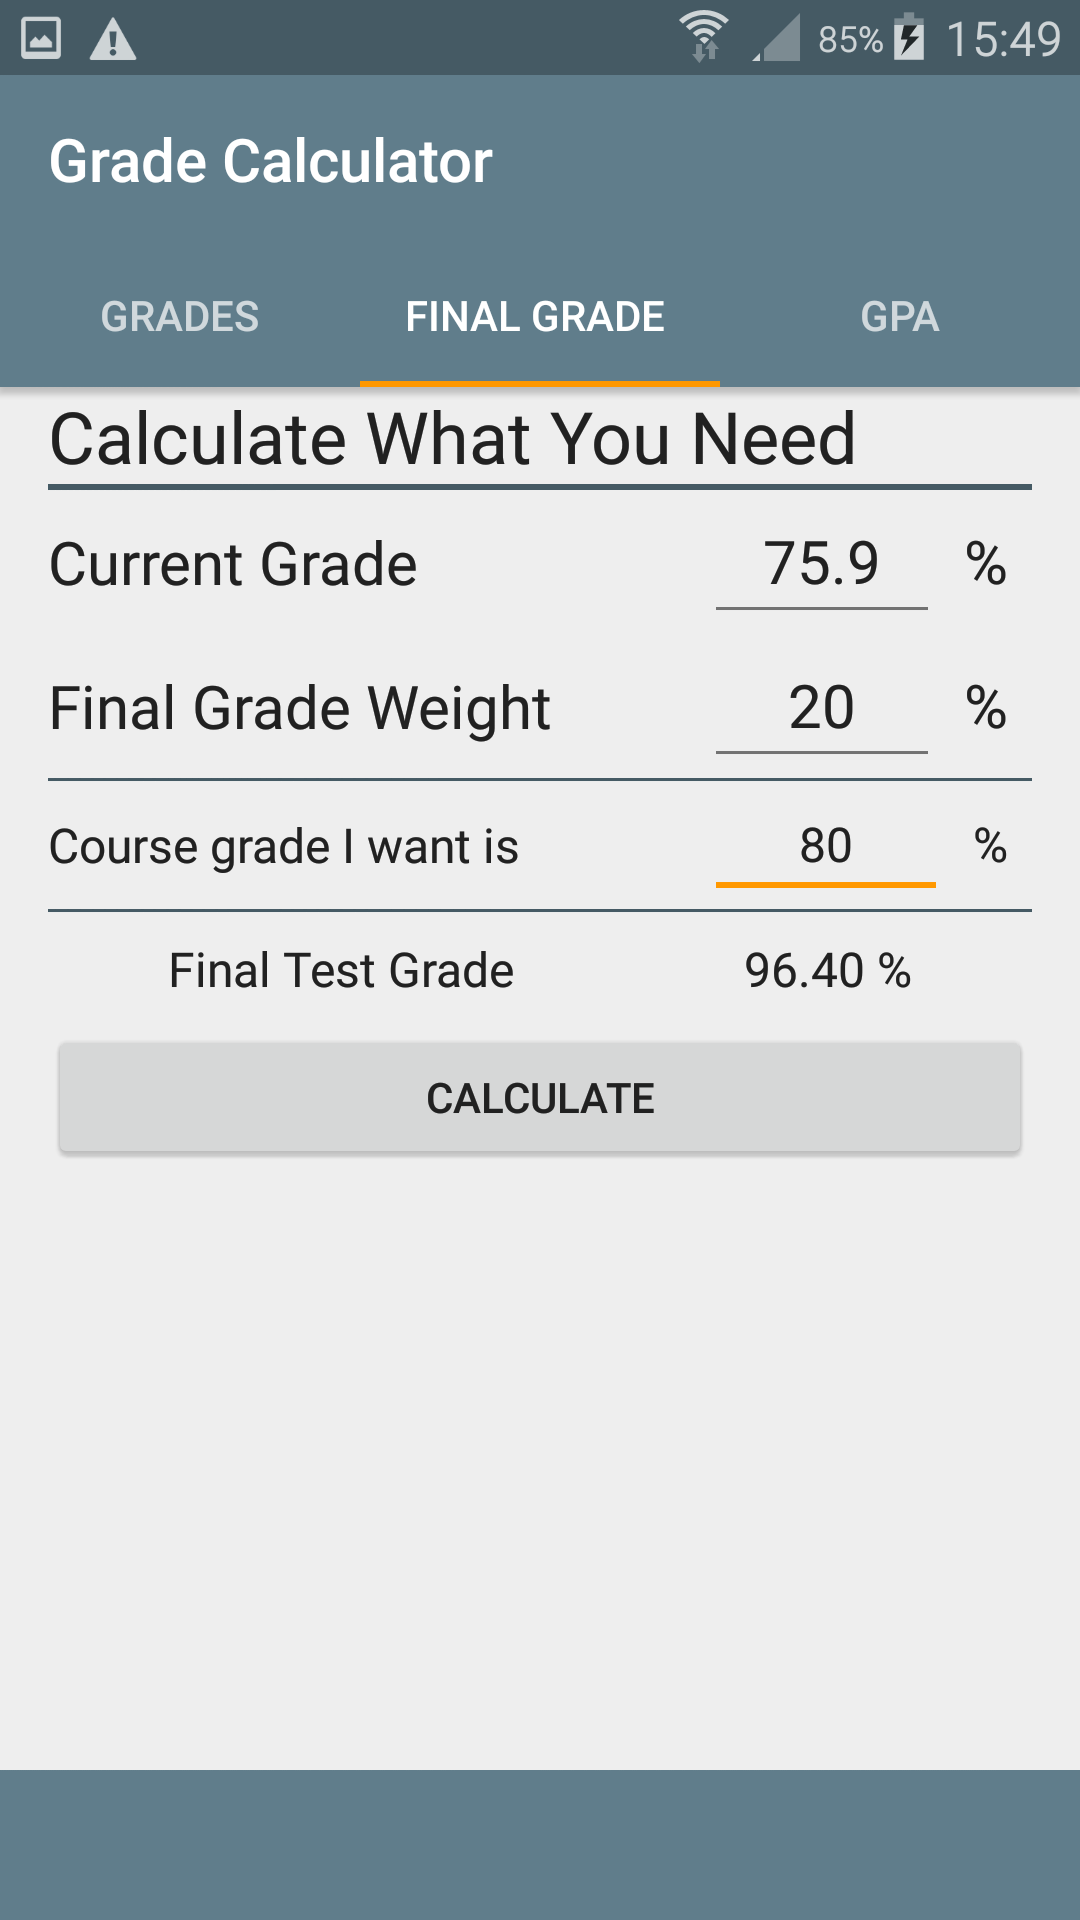 85% 15:49
Grade Calculator
GRADES FINAL GRADE GPA
Calculate What You Need
Current Grade 75.9 %
Final Grade Weight 20 %
Course grade I want is 80 %
Final Test Grade 96.40 %
CALCULATE